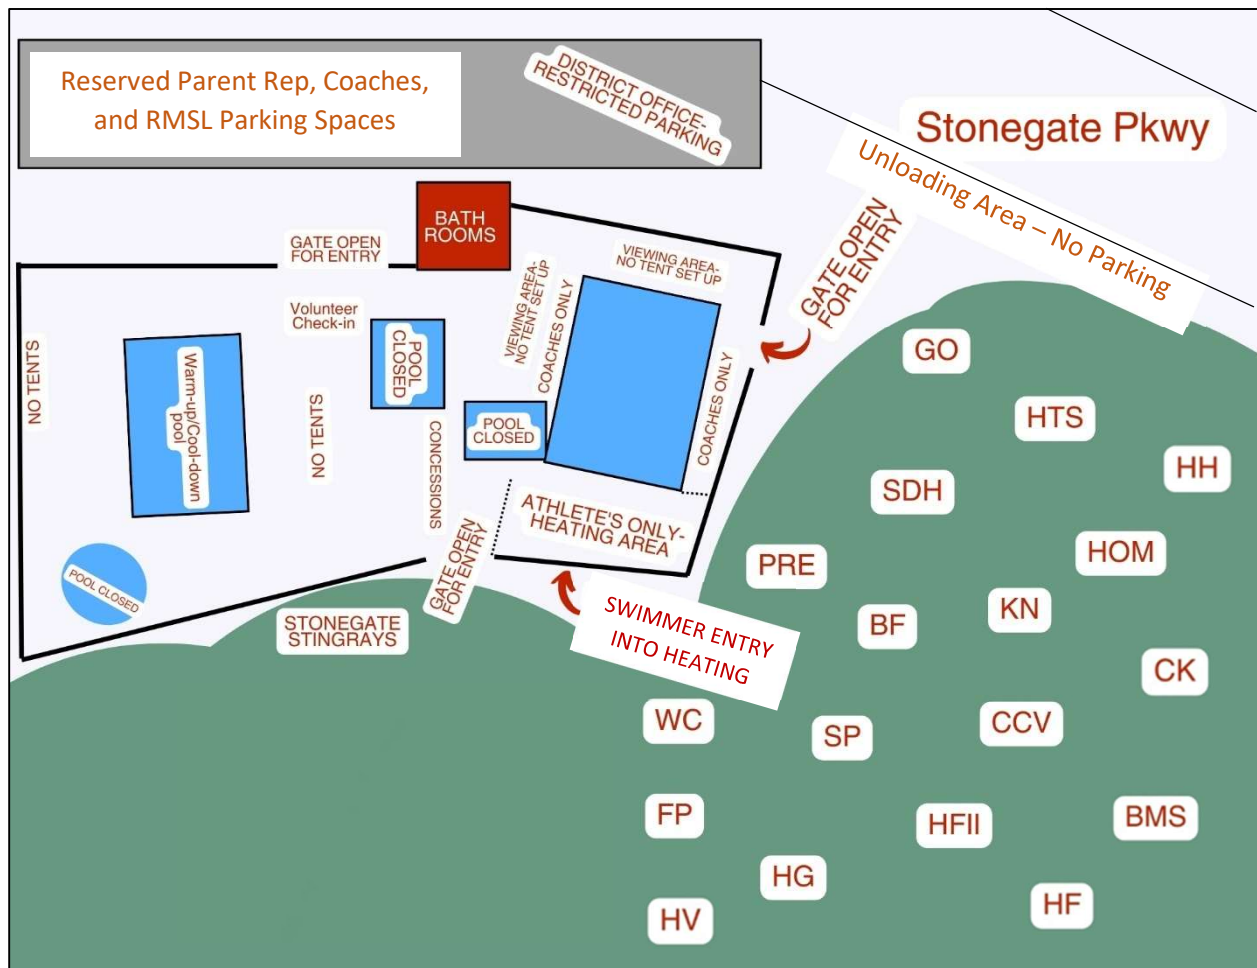 Reserved Parent Rep, Coaches,
and RMSL Parking Spaces
DISTRICT OFFICE-
RESTRICTED PARKING
Stonegate Pkwy
Unloading Area – No Parking
BATH
ROOMS
GATE OPEN
FOR ENTRY
VIEWING AREA-
NO TENT SET UP
GATE OPEN
FOR ENTRY
Volunteer
Check-in
VIEWING AREA-
NO TENT SET UP
COACHES ONLY
NO TENTS
Warm-up/Cool-down
pool
NO TENTS
POOL
CLOSED
CONCESSIONS
POOL
CLOSED
COACHES ONLY
ATHLETE'S ONLY-
HEATING AREA
POOL CLOSED
GATE OPEN
FOR ENTRY
STONEGATE
STINGRAYS
SWIMMER ENTRY
INTO HEATING
GO
HTS
HH
SDH
HOM
PRE
KN
BF
CK
WC
SP
CCV
FP
HFII
BMS
HG
HV
HF